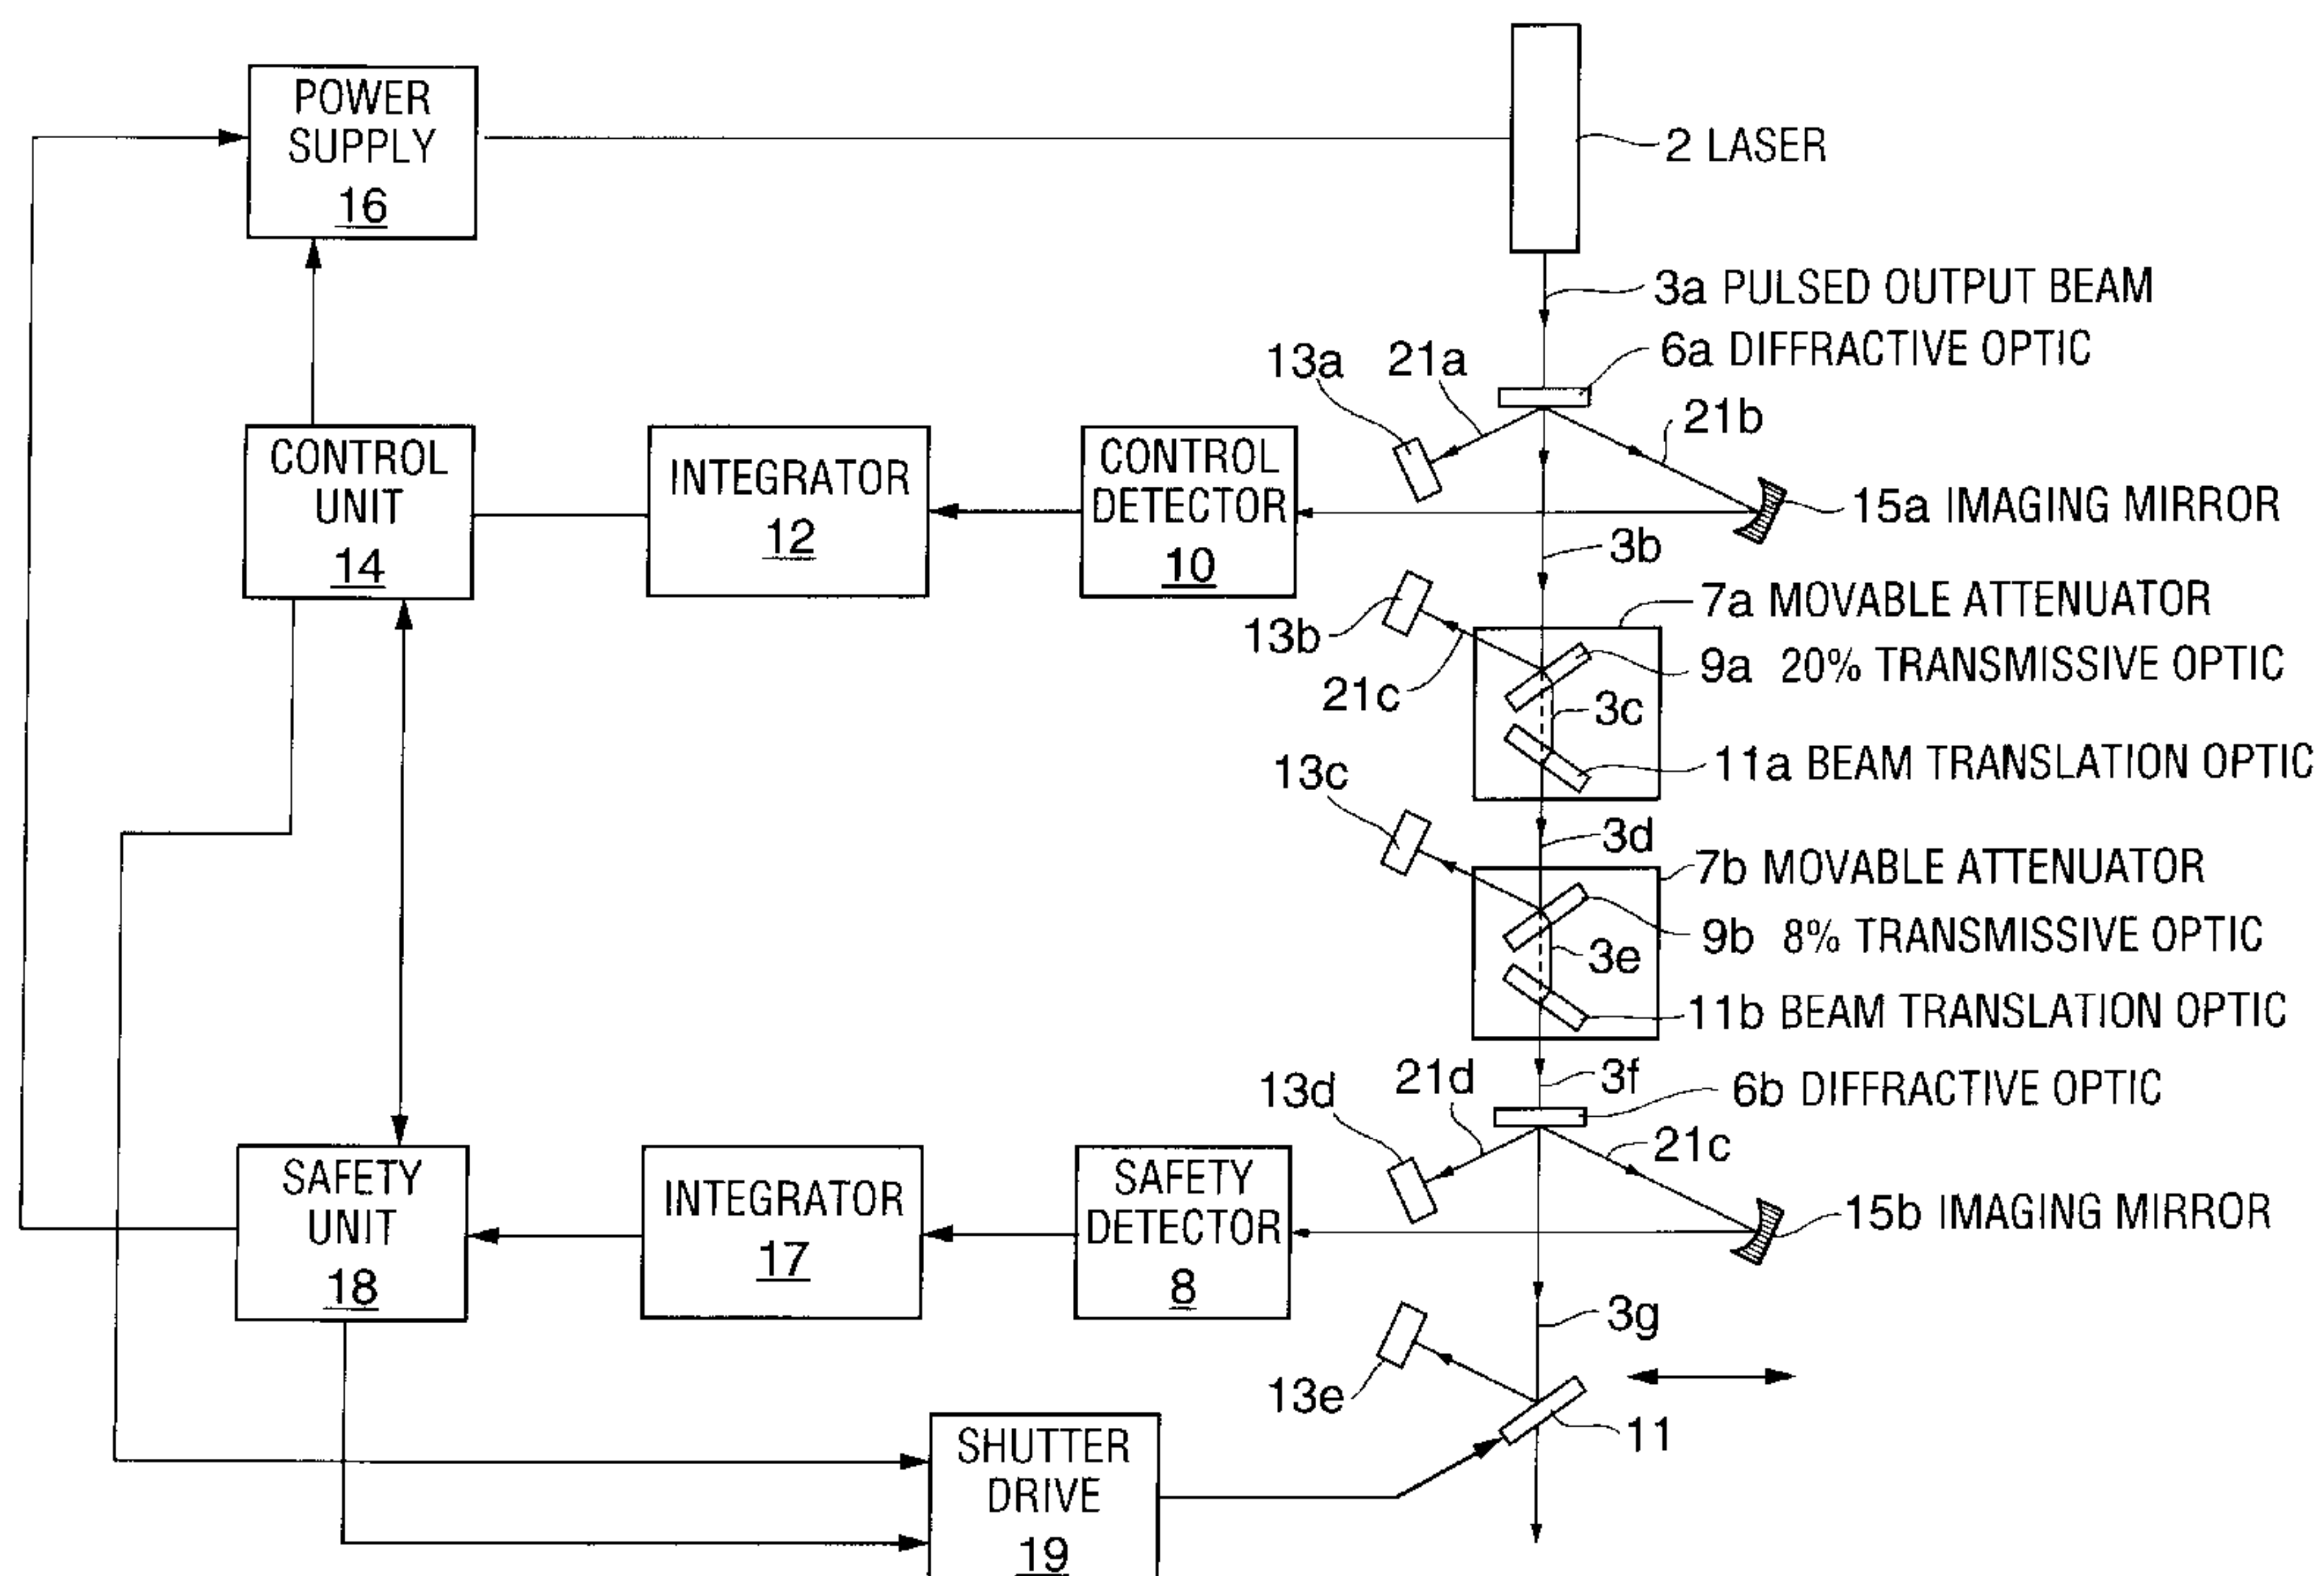 POWER
SUPPLY
16
2 LASER
3a PULSED OUTPUT BEAM
6a DIFFRACTIVE OPTIC
13a
21a
21b
CONTROL
UNIT
14
INTEGRATOR
12
CONTROL
DETECTOR
10
15a IMAGING MIRROR
3b
7a MOVABLE ATTENUATOR
13b
21c
9a 20% TRANSMISSIVE OPTIC
3c
11a BEAM TRANSLATION OPTIC
13c
3d
7b MOVABLE ATTENUATOR
9b 8% TRANSMISSIVE OPTIC
3e
11b BEAM TRANSLATION OPTIC
13d
21d
3f
6b DIFFRACTIVE OPTIC
21c
SAFETY
UNIT
18
INTEGRATOR
17
SAFETY
DETECTOR
8
15b IMAGING MIRROR
3g
13e
11
SHUTTER
DRIVE
19